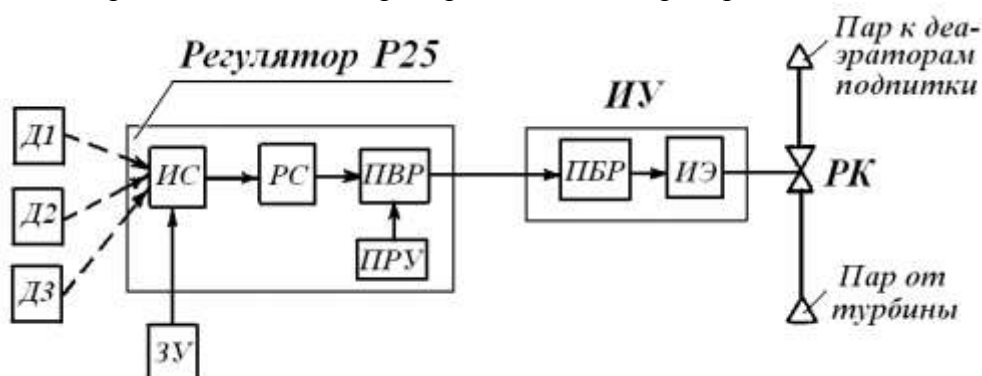 Пар к деа-
эраторам
подпитки
Регулятор Р25
ИУ
Д1
Д2
Д3
ИС
РС
ПВР
ПРУ
ЗУ
ПБР
ИЭ
РК
Пар от
турбины